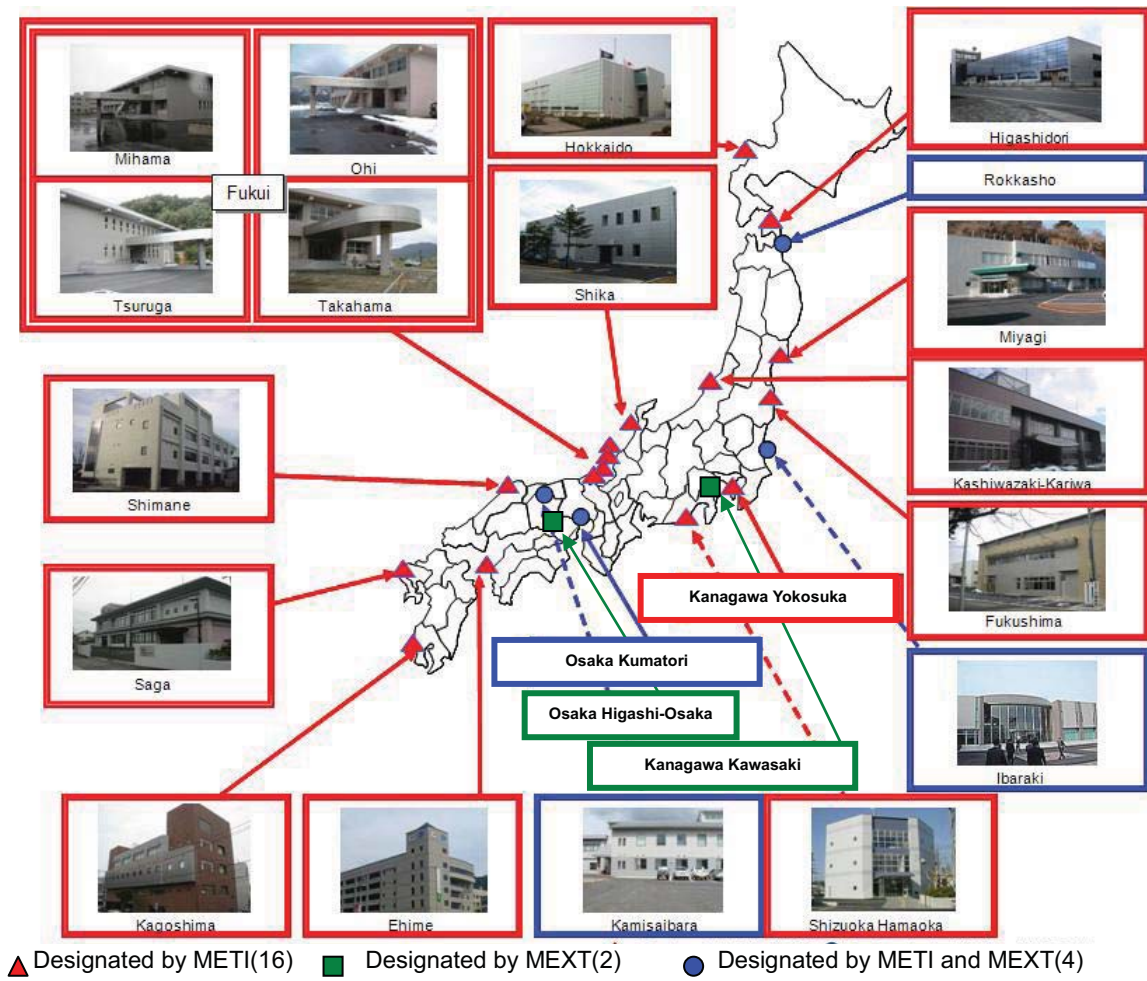 Mihama
Ohi
Fukui
Tsuruga
Takahama
Hokkaido
Shika
Higashidori
Rokkasho
Miyagi
Kashiwazaki-Kariwa
Fukushima
Ibaraki
Shimane
Saga
Kanagawa Yokosuka
Osaka Kumatori
Osaka Higashi-Osaka
Kanagawa Kawasaki
Kagoshima
Ehime
Kamisaibara
Shizuoka Hamaoka
Designated by METI(16)
Designated by MEXT(2)
Designated by METI and MEXT(4)